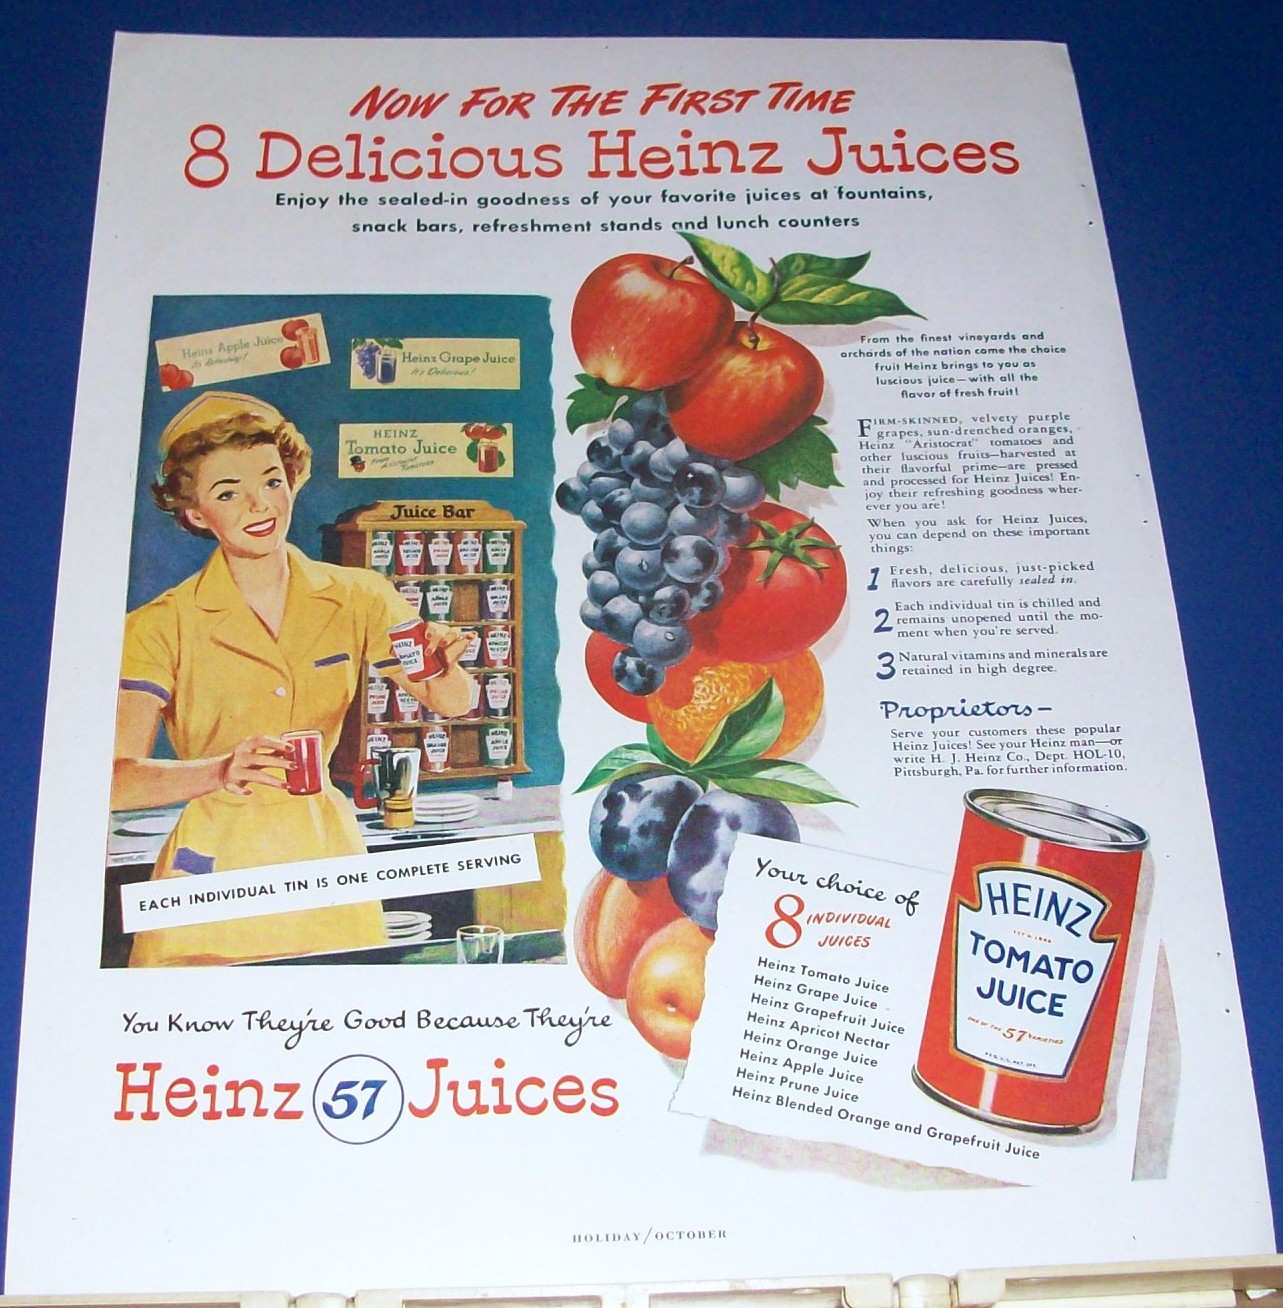 NOW FOR THE FIRST TIME
8 Delicious Heinz Juices
Enjoy the sealed-in goodness of your favorite juices at fountains,
snack bars, refreshment stands and lunch counters
Heinz Apple Juice
It's Refreshing!
Heinz Grape Juice
It's Delicious!
HEINZ
Tomato Juice
Juice Bar
EACH INDIVIDUAL TIN IS ONE COMPLETE SERVING
From the finest vineyards and
orchards of the nation come the choice
fruit Heinz brings to you as
luscious juice—with all the
flavor of fresh fruit!
FIRM-SKINNED, velvety purple
grapes, sun-drenched oranges,
Heinz "Aristocrat" tomatoes and
other luscious fruits—harvested at
their flavorful prime—are pressed
and processed for Heinz Juices! En-
joy their refreshing goodness wher-
ever you are!
When you ask for Heinz Juices,
you can depend on these important
things:
1 Fresh, delicious, just-picked
flavors are carefully sealed in.
2 Each individual tin is chilled and
remains unopened until the mo-
ment when you're served.
3 Natural vitamins and minerals are
retained in high degree.
Proprietors—
Serve your customers these popular
Heinz Juices! See your Heinz man—or
write H. J. Heinz Co., Dept. HOL-10,
Pittsburgh, Pa. for further information.
Your choice of
8 INDIVIDUAL
JUICES
Heinz Tomato Juice
Heinz Grape Juice
Heinz Grapefruit Juice
Heinz Apricot Nectar
Heinz Orange Juice
Heinz Apple Juice
Heinz Prune Juice
Heinz Blended Orange and Grapefruit Juice
HEINZ
TOMATO
JUICE
ONE OF THE 57 VARIETIES
You Know They're Good Because They're
Heinz 57 Juices
HOLIDAY/OCTOBER